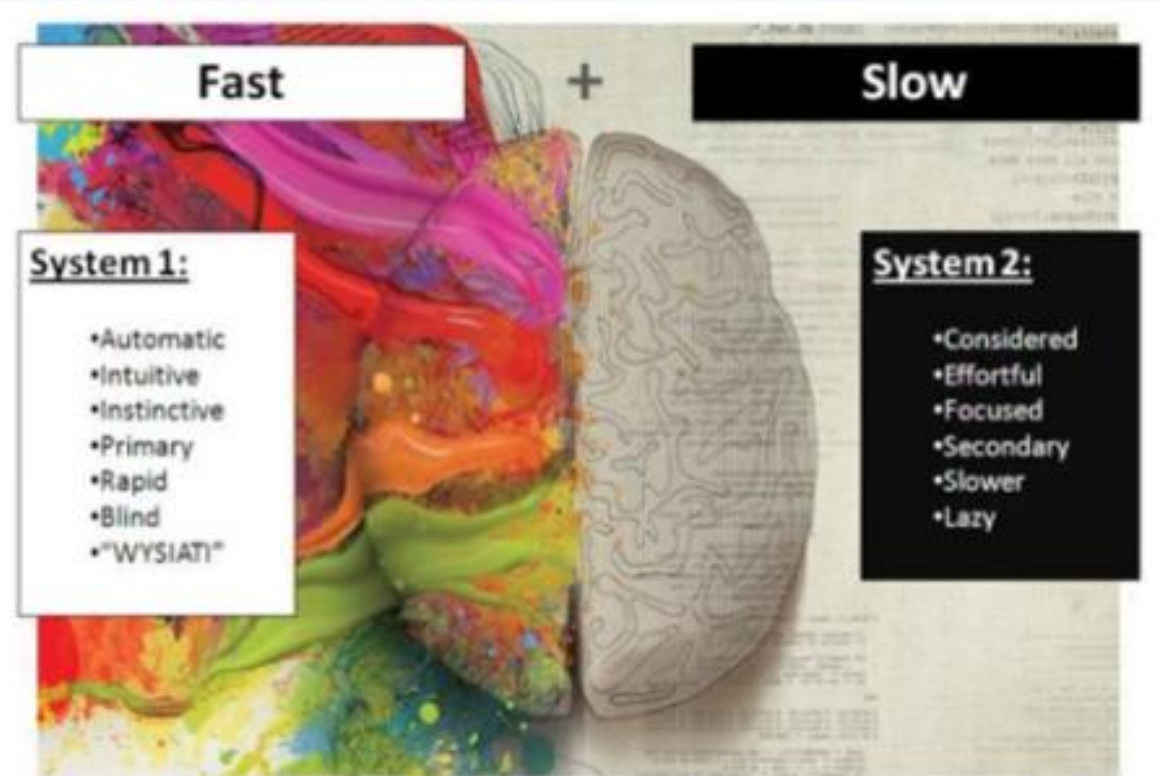 Fast
+
Slow
System 1:
•Automatic
•Intuitive
•Instinctive
•Primary
•Rapid
•Blind
•"WYSIATI"
System 2:
•Considered
•Effortful
•Focused
•Secondary
•Slower
•Lazy